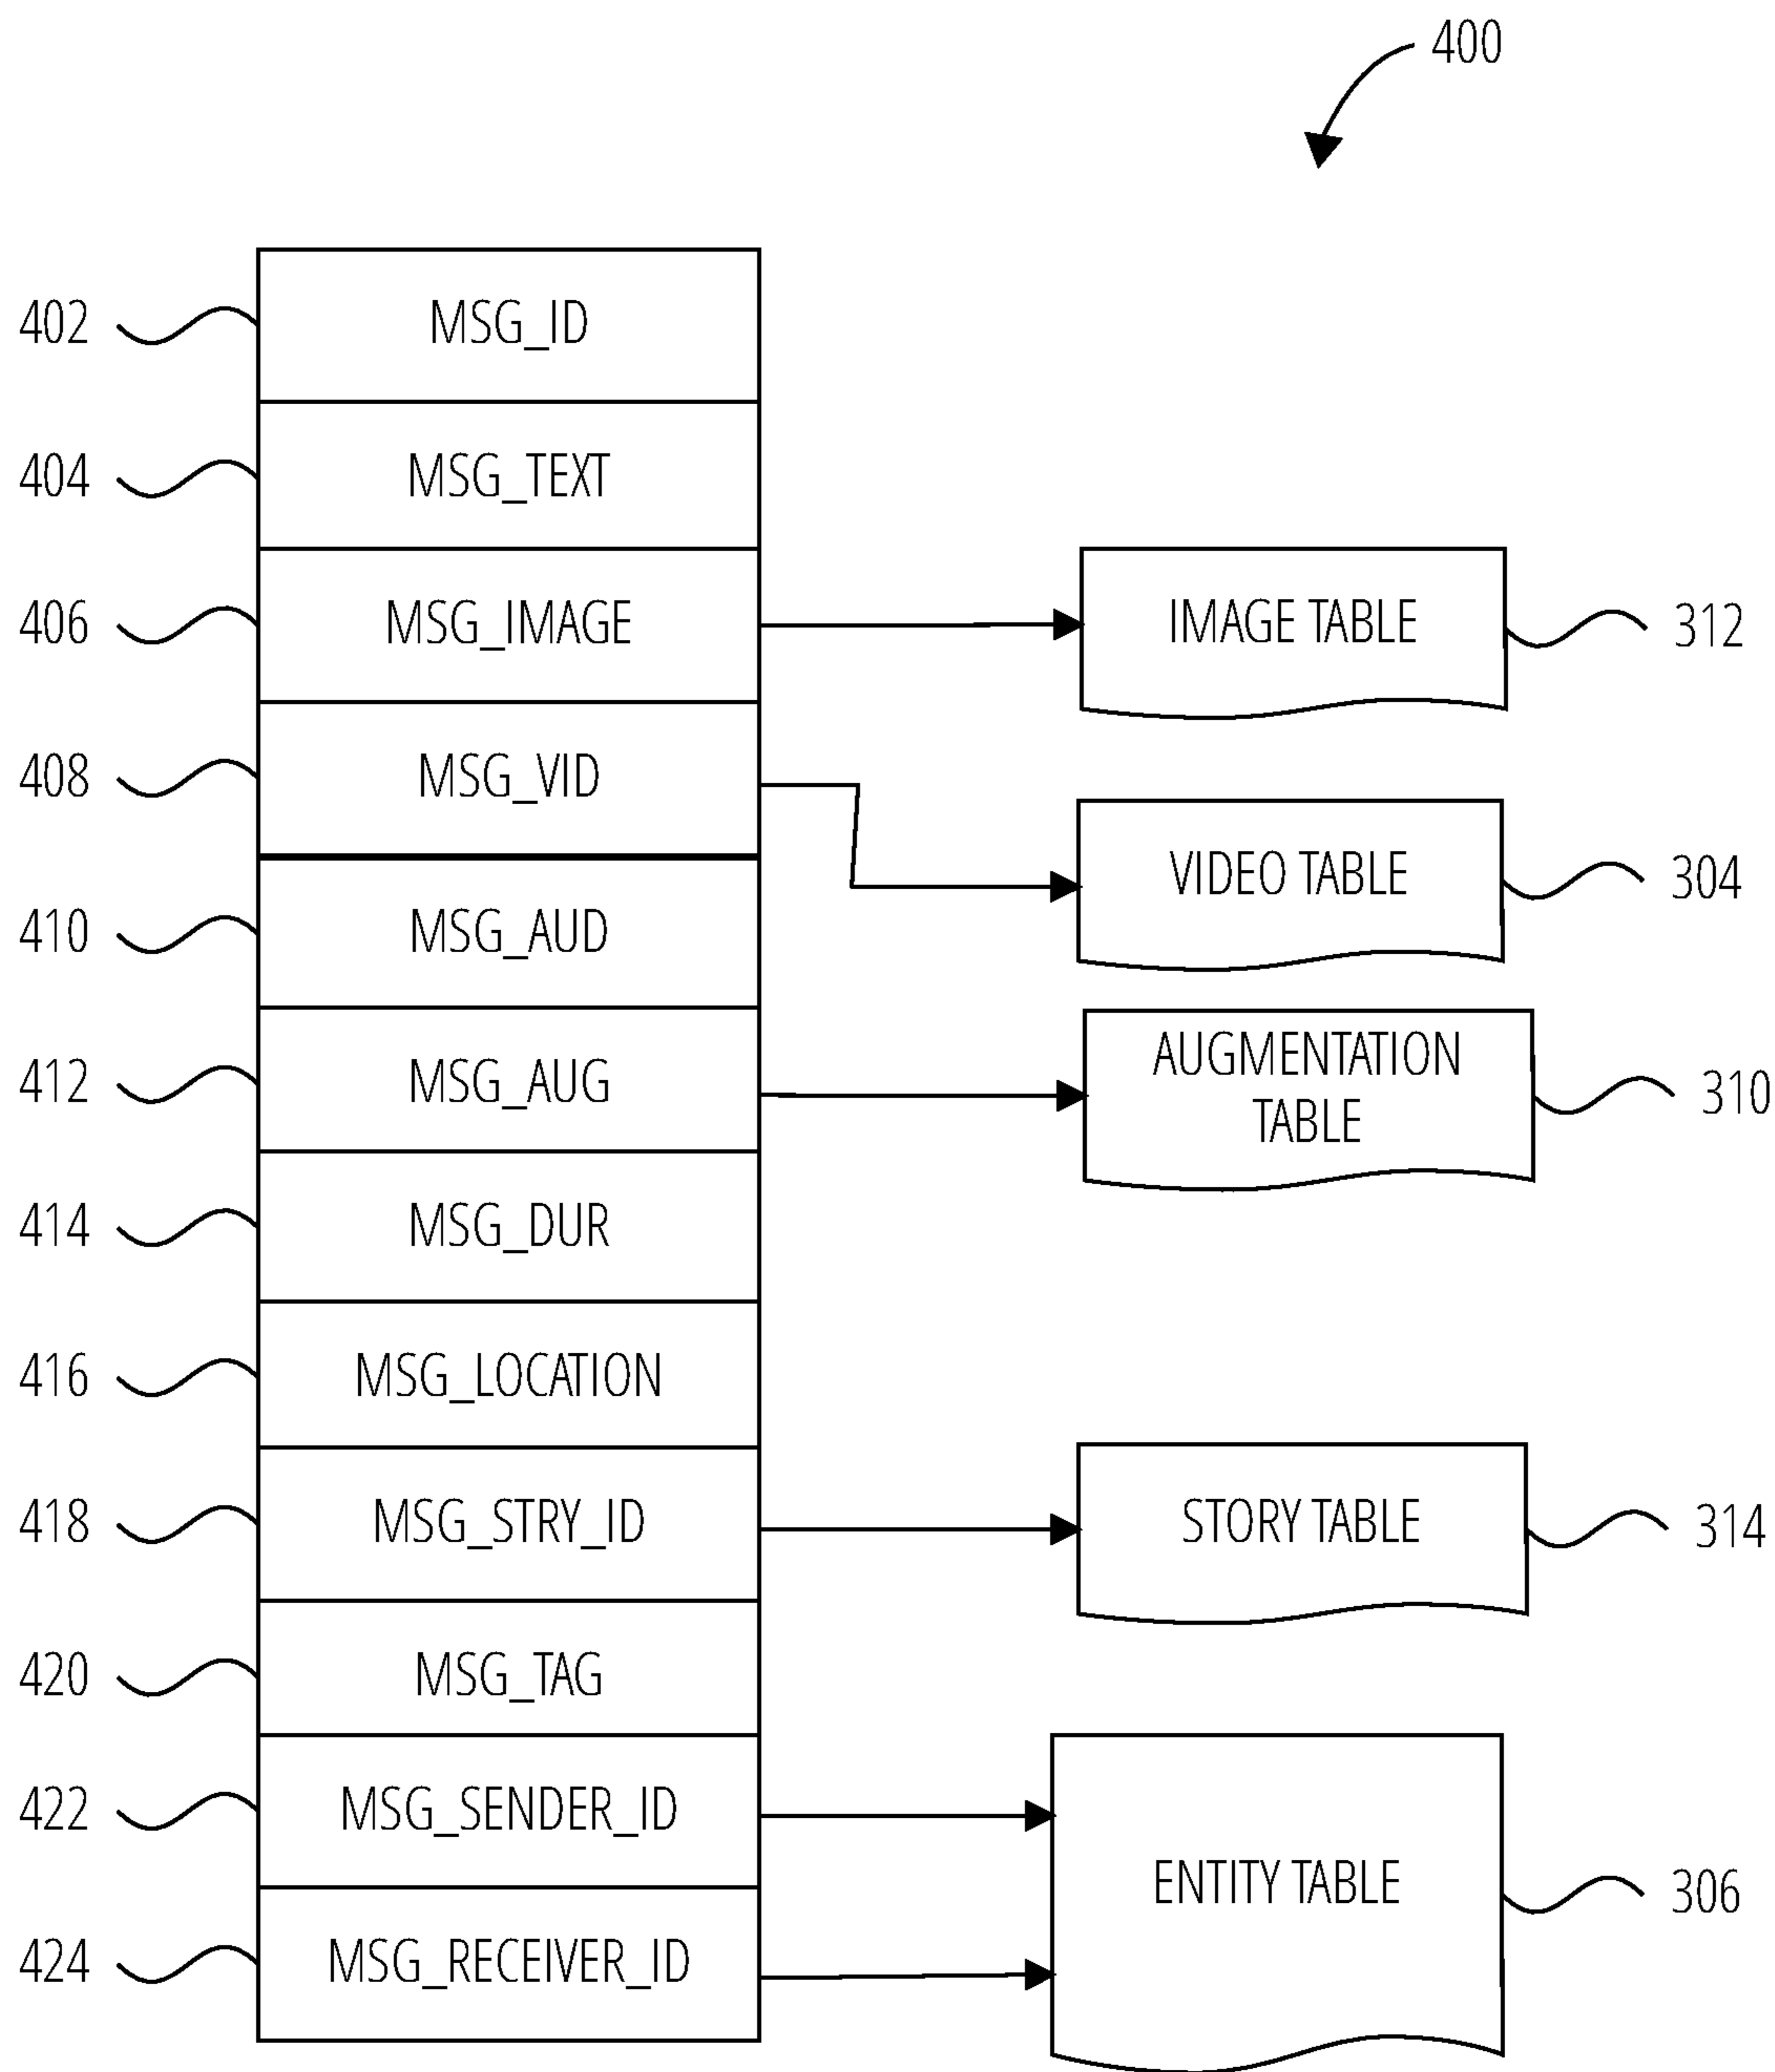 400
402 MSG_ID
404 MSG_TEXT
406 MSG_IMAGE IMAGE TABLE 312
408 MSG_VID VIDEO TABLE 304
410 MSG_AUD
412 MSG_AUG AUGMENTATION
TABLE 310
414 MSG_DUR
416 MSG_LOCATION
418 MSG_STRY_ID STORY TABLE 314
420 MSG_TAG
422 MSG_SENDER_ID
ENTITY TABLE 306
424 MSG_RECEIVER_ID